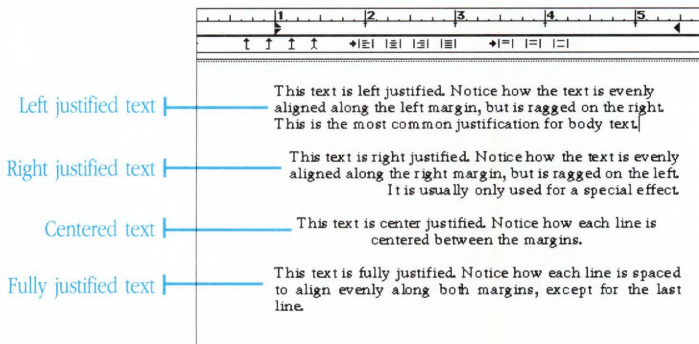 1 2 3 4 5
Left justified text
This text is left justified. Notice how the text is evenly
aligned along the left margin, but is ragged on the right.
This is the most common justification for body text.
Right justified text
This text is right justified. Notice how the text is evenly
aligned along the right margin, but is ragged on the left.
It is usually only used for a special effect.
Centered text
This text is center justified. Notice how each line is
centered between the margins.
Fully justified text
This text is fully justified. Notice how each line is spaced
to align evenly along both margins, except for the last
line.